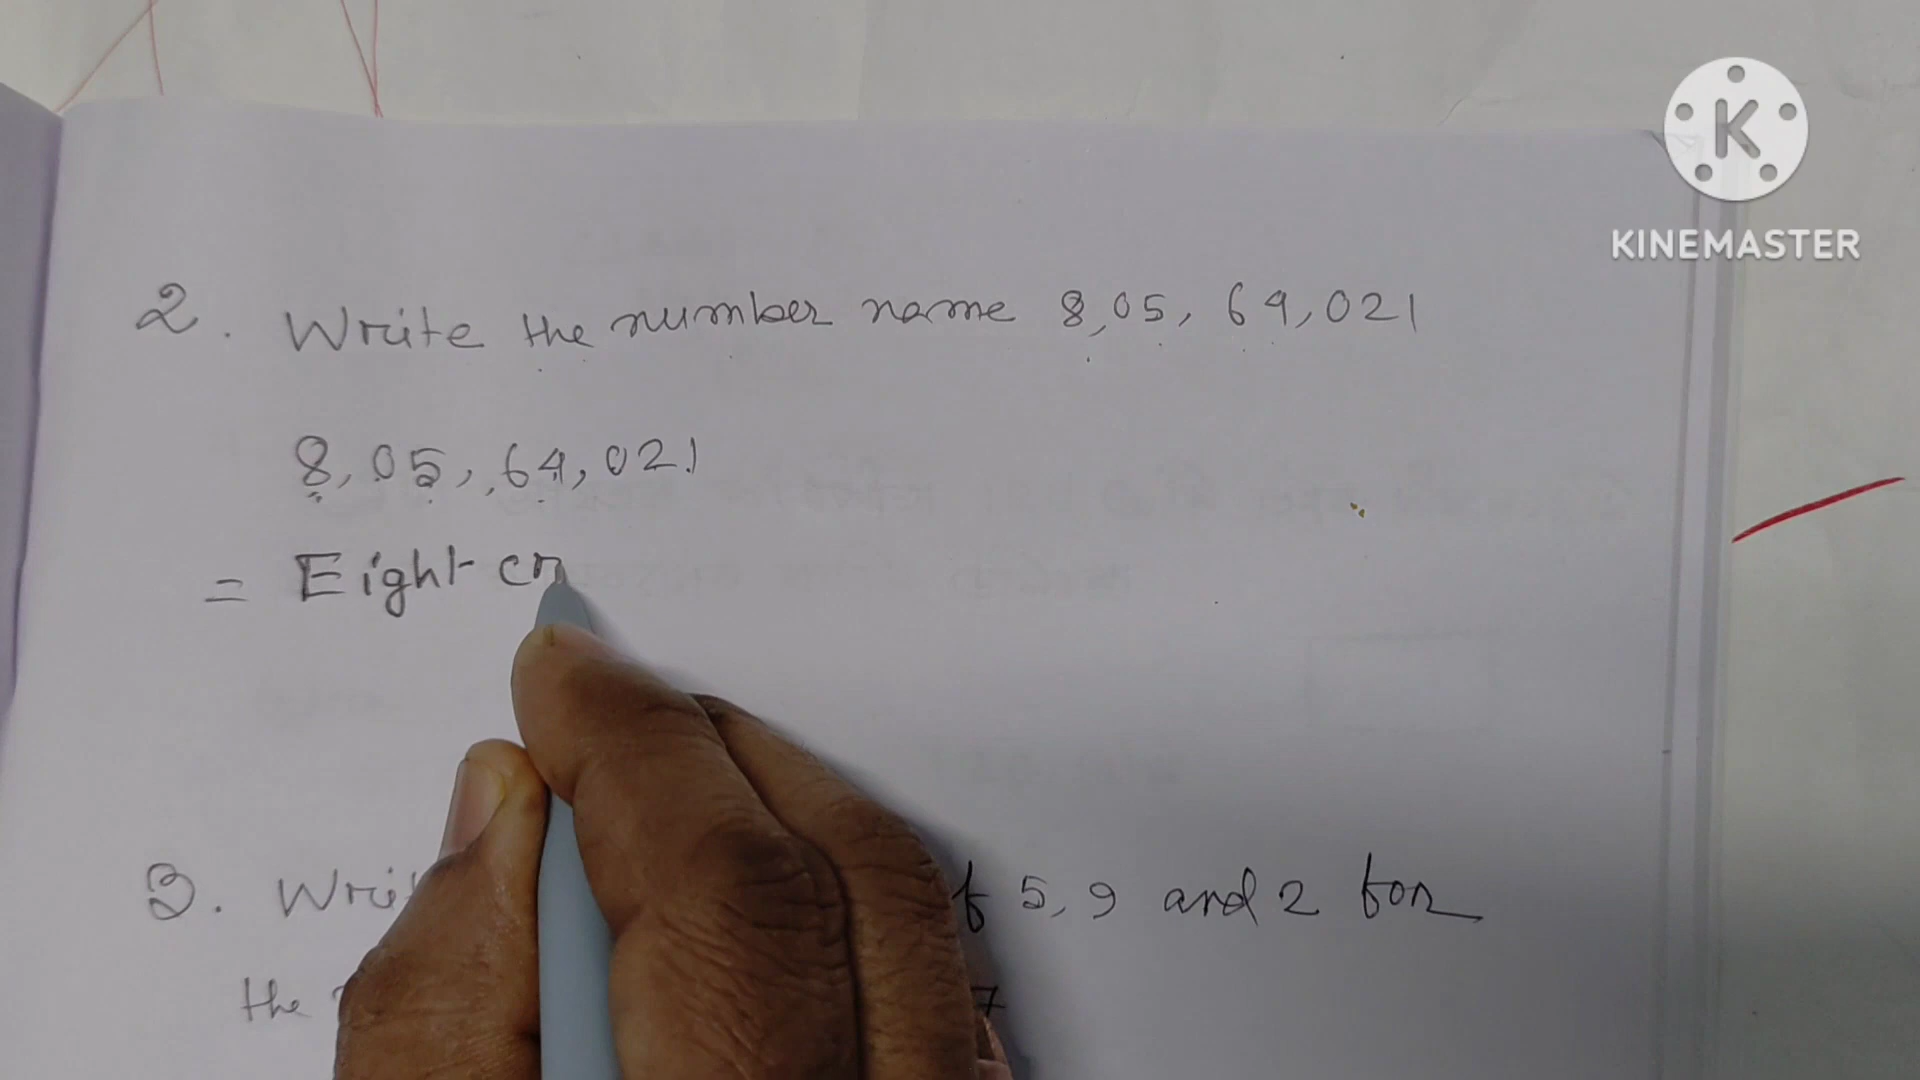 KINEMASTER
2. Write the number name 8,05,64,021
8,05,64,021
= Eight cr
3. 5, 9 and 2 for
the